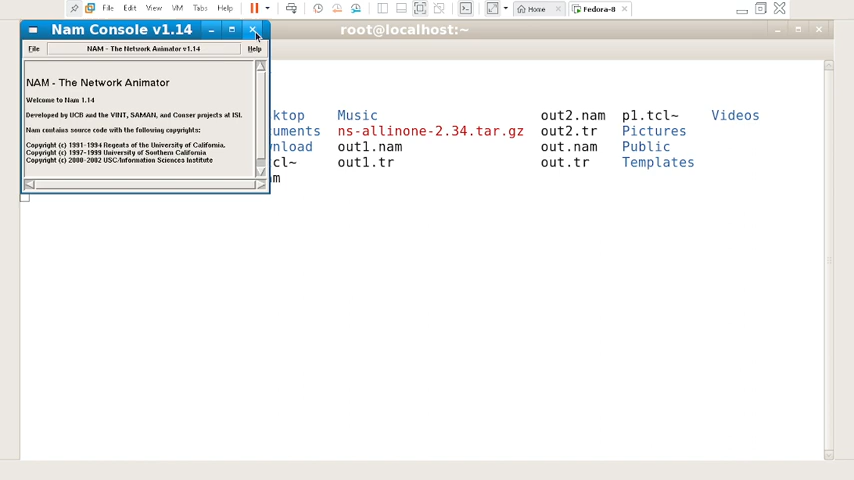 File Edit View VM Tabs Help Home Fedora-8
Nam Console v1.14 root@localhost:~
File NAM - The Network Animator v1.14 Help
NAM - The Network Animator
Welcome to Nam 1.14
Developed by UCB and the VINT, SAMAN, and Conser projects at ISI.
Nam contains source code with the following copyrights:
Copyright (c) 1991-1994 Regents of the University of California.
Copyright (c) 1997-1999 University of Southern California
Copyright (c) 2000-2002 USC/Information Sciences Institute
ktop Music out2.nam p1.tcl~ Videos
uments ns-allinone-2.34.tar.gz out2.tr Pictures
nload out1.nam out.nam Public
cl~ out1.tr out.tr Templates
am